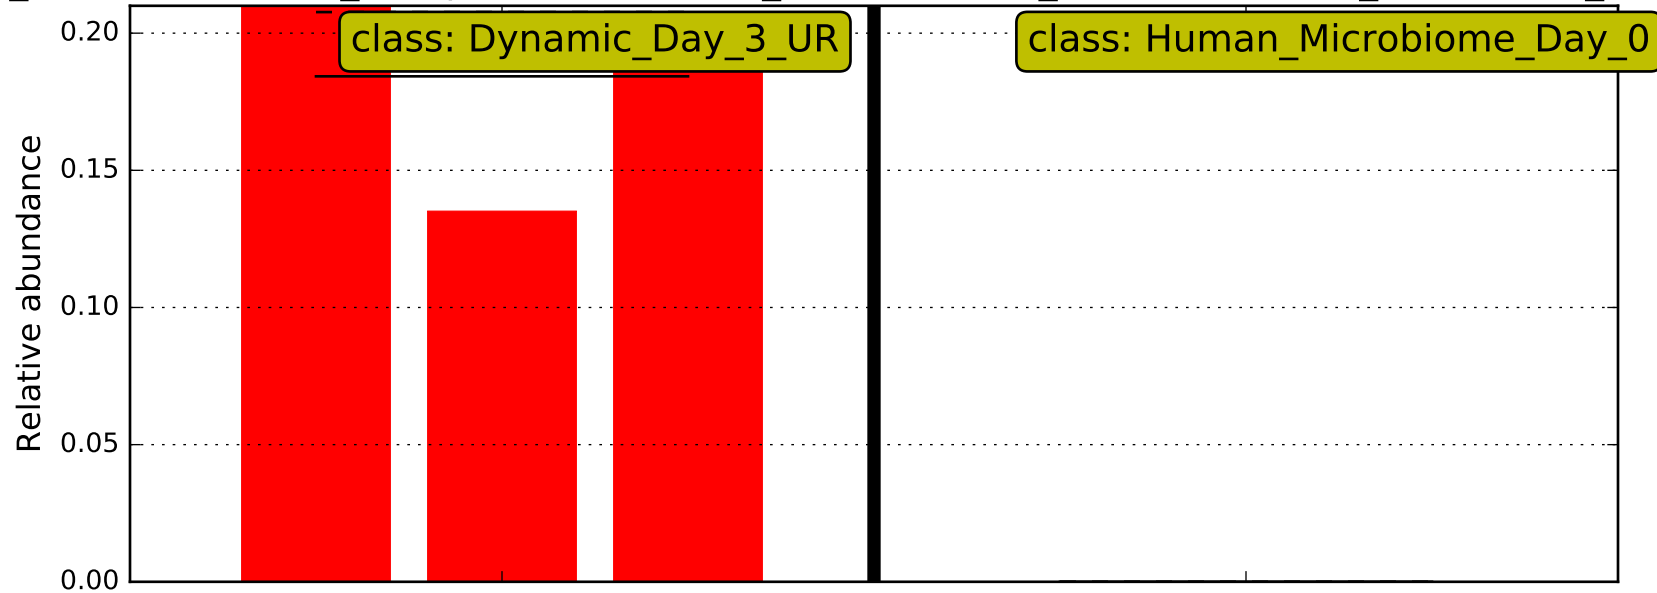 class: Dynamic_Day_3_UR
class: Human_Microbiome_Day_0
Relative abundance
0.20
0.15
0.10
0.05
0.00